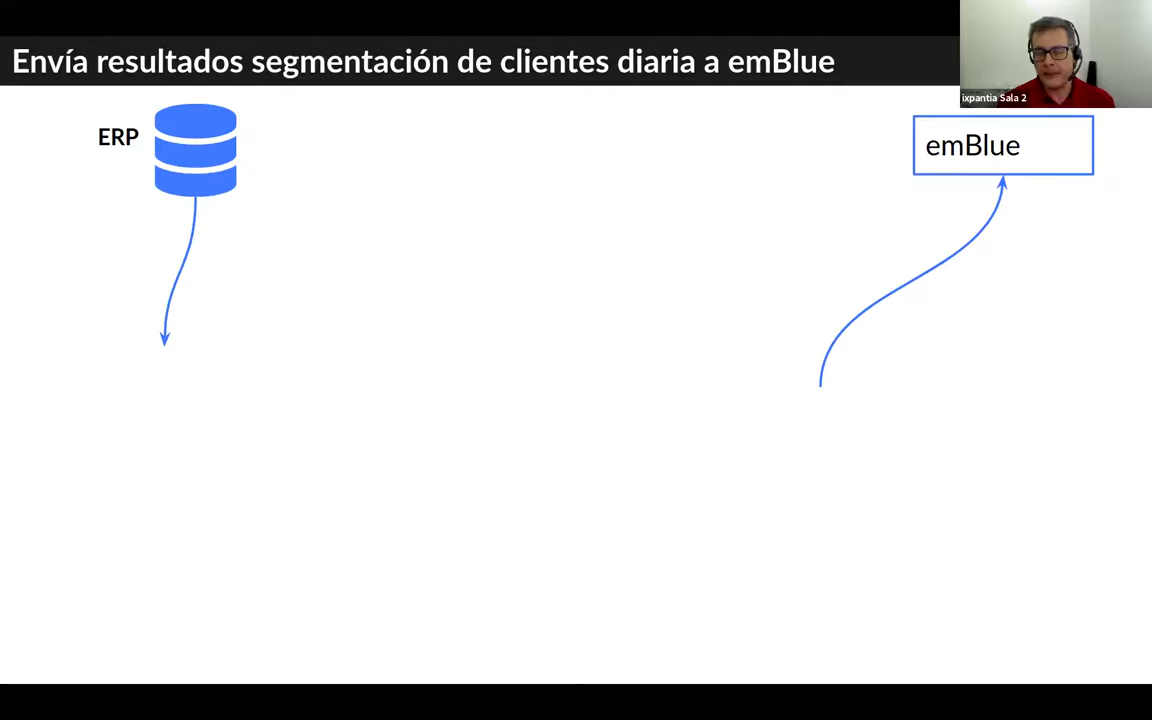 Envía resultados segmentación de clientes diaria a emBlue
ixpantia Sala 2
ERP
emBlue